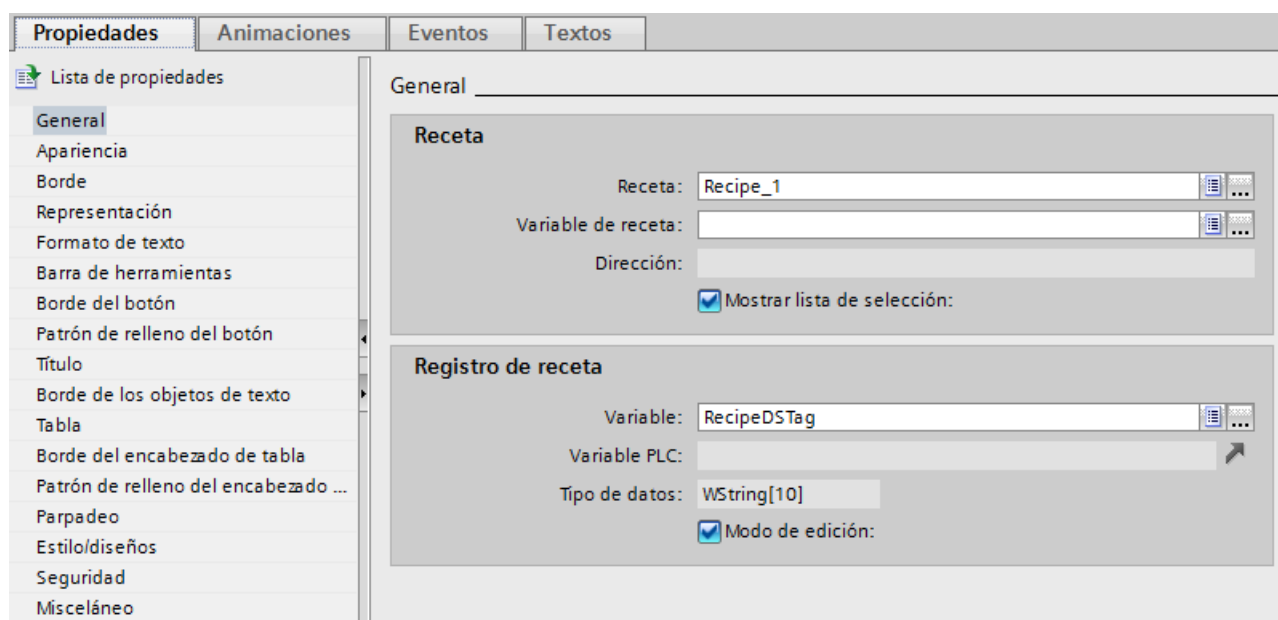 Propiedades Animaciones Eventos Textos
Lista de propiedades
General
Apariencia
Borde
Representación
Formato de texto
Barra de herramientas
Borde del botón
Patrón de relleno del botón
Título
Borde de los objetos de texto
Tabla
Borde del encabezado de tabla
Patrón de relleno del encabezado ...
Parpadeo
Estilo/diseños
Seguridad
Misceláneo
General
Receta
Receta: Recipe_1 ...
Variable de receta: ...
Dirección:
Mostrar lista de selección:
Registro de receta
Variable: RecipeDSTag ...
Variable PLC:
Tipo de datos: WString[10]
Modo de edición: